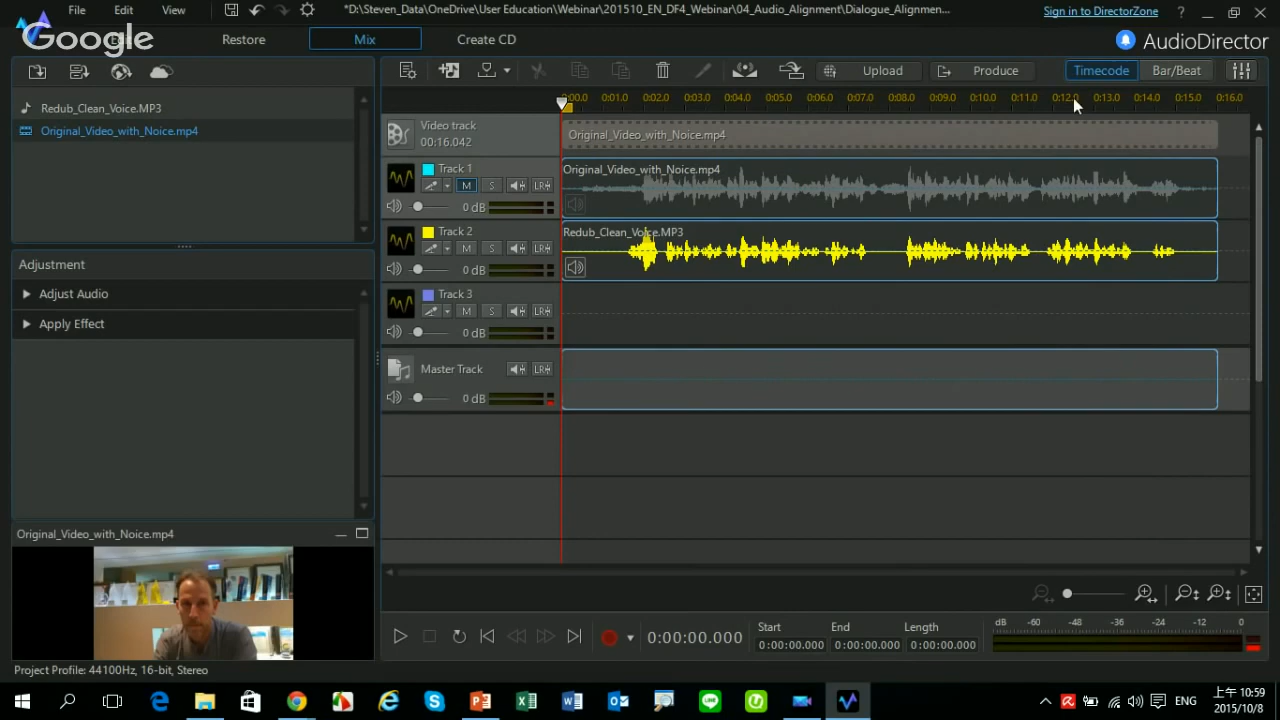 File Edit View
*D:\Steven_Data\OneDrive\User Education\Webinar\201510_EN_DF4_Webinar\04_Audio_Alignment\Dialogue_Alignmen...
Sign in to DirectorZone
?
Google
Restore Mix Create CD
AudioDirector
Upload Produce Timecode Bar/Beat
Redub_Clean_Voice.MP3
Original_Video_with_Noice.mp4
0:00.0 0:01.0 0:02.0 0:03.0 0:04.0 0:05.0 0:06.0 0:07.0 0:08.0 0:09.0 0:10.0 0:11.0 0:12.0 0:13.0 0:14.0 0:15.0 0:16.0
Video track
00:16.042
Original_Video_with_Noice.mp4
Track 1
M S LR
0 dB
Original_Video_with_Noice.mp4
Track 2
M S LR
0 dB
Redub_Clean_Voice.MP3
Track 3
M S LR
0 dB
Master Track LR
0 dB
Adjustment
Adjust Audio
Apply Effect
Original_Video_with_Noice.mp4
Project Profile: 44100Hz, 16-bit, Stereo
0:00:00.000
Start End Length
0:00:00.000 0:00:00.000 0:00:00.000
dB -60 -48 -36 -24 -12 0
ENG
上午 10:59
2015/10/8